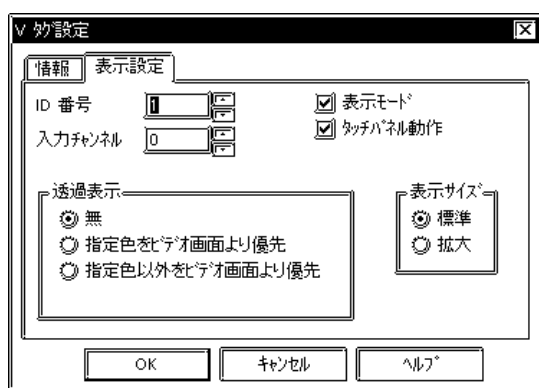 V ﾀｸﾞ設定
情報 表示設定
ID 番号 1
入力ﾁｬﾝﾈﾙ 0
表示ﾓｰﾄﾞ
ﾀｯﾁﾊﾟﾈﾙ動作
透過表示
無
指定色をﾋﾞﾃﾞｵ画面より優先
指定色以外をﾋﾞﾃﾞｵ画面より優先
表示ｻｲｽﾞ
標準
拡大
OK ｷｬﾝｾﾙ ﾍﾙﾌﾟ